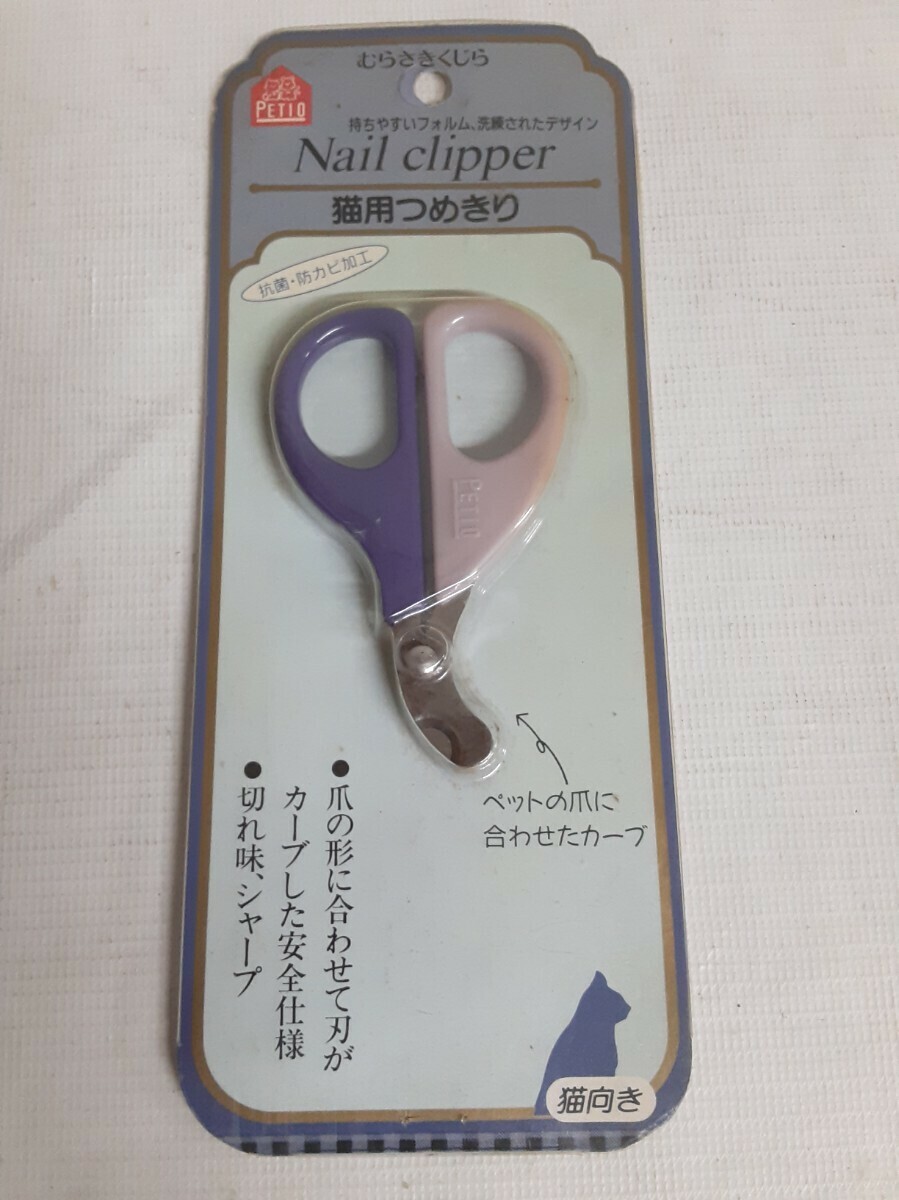 むらさきくじら
PETIO
持ちやすいフォルム、洗練されたデザイン
Nail clipper
猫用つめきり
抗菌・防カビ加工
PETIO
ペットの爪に
合わせたカーブ
●爪の形に合わせて刃が
カーブした安全仕様
●切れ味、シャープ
猫向き